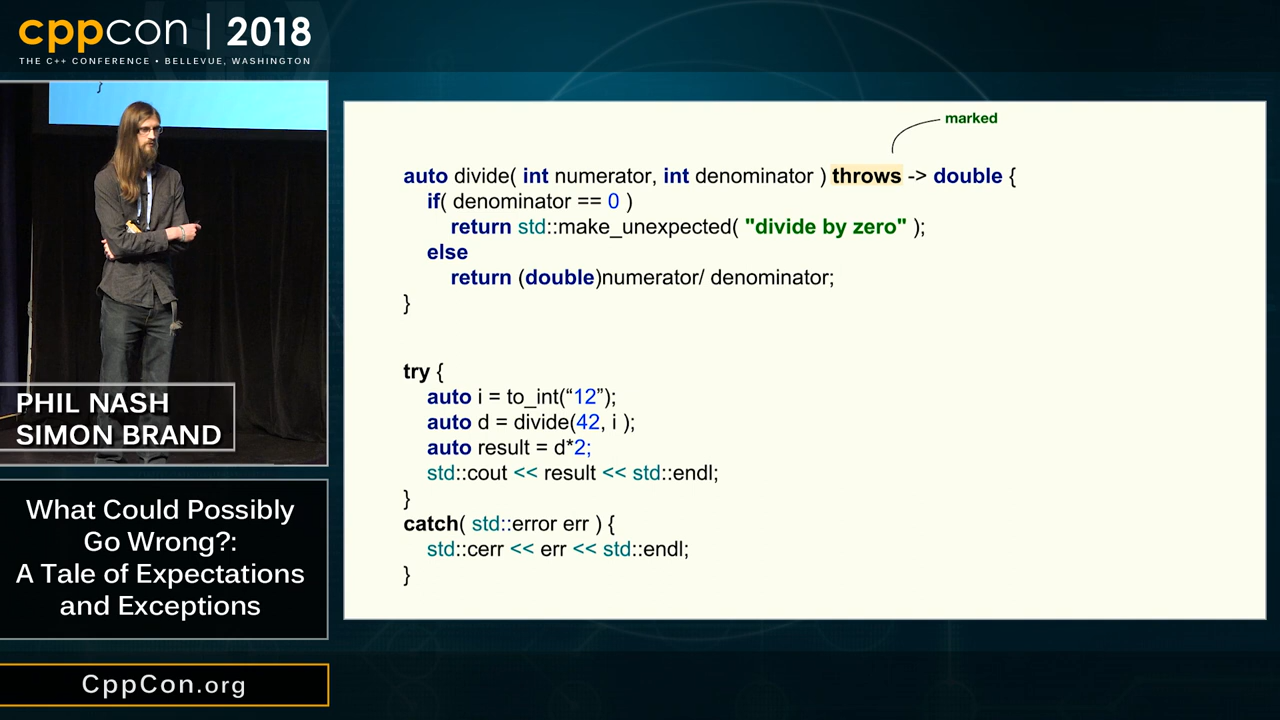 cppcon | 2018
THE C++ CONFERENCE • BELLEVUE, WASHINGTON
}
marked
auto divide( int numerator, int denominator ) throws -> double {
if( denominator == 0 )
return std::make_unexpected( "divide by zero" );
else
return (double)numerator/ denominator;
}
try {
auto i = to_int(“12”);
auto d = divide(42, i );
auto result = d*2;
std::cout << result << std::endl;
}
catch( std::error err ) {
std::cerr << err << std::endl;
}
PHIL NASH
SIMON BRAND
What Could Possibly
Go Wrong?:
A Tale of Expectations
and Exceptions
CppCon.org